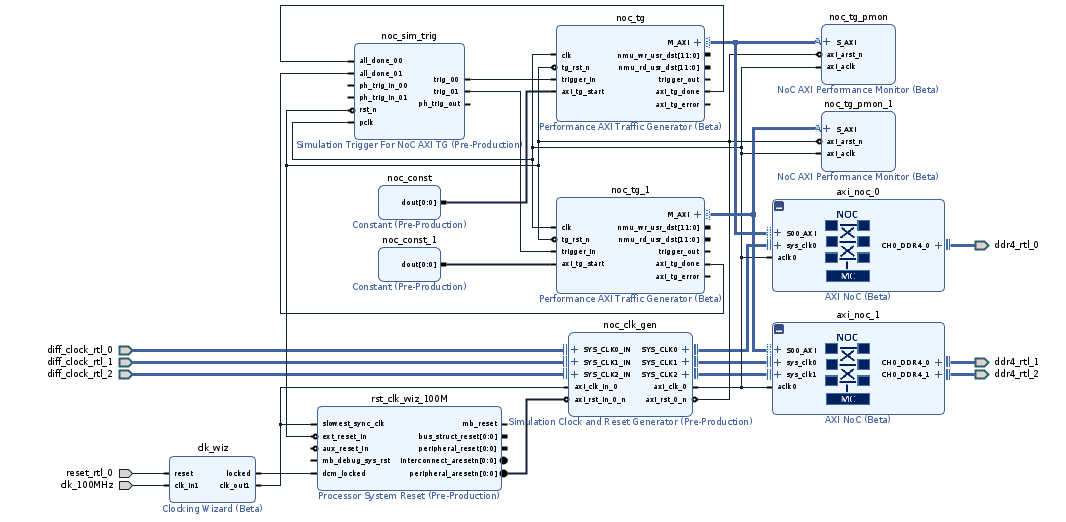 noc_tg
noc_tg_pmon
noc_sim_trig
M_AXI
S_AXI
clk
nmu_wr_usr_dst[11:0]
axi_arst_n
all_done_00
tg_rst_n
nmu_rd_usr_dst[11:0]
axi_aclk
all_done_01
trig_00
trigger_in
trigger_out
ph_trig_in_00
trig_01
axi_tg_start
axi_tg_done
NoC AXI Performance Monitor (Beta)
ph_trig_in_01
ph_trig_out
axi_tg_error
noc_tg_pmon_1
rst_n
pclk
Performance AXI Traffic Generator (Beta)
S_AXI
axi_arst_n
Simulation Trigger For NoC AXI TG (Pre-Production)
axi_aclk
noc_const
noc_tg_1
NoC AXI Performance Monitor (Beta)
axi_noc_0
dout[0:0]
M_AXI
NOC
Constant (Pre-Production)
clk
nmu_wr_usr_dst[11:0]
S00_AXI
noc_const_1
tg_rst_n
nmu_rd_usr_dst[11:0]
sys_clk0
CH0_DDR4_0
ddr4_rtl_0
trigger_in
trigger_out
aclk0
dout[0:0]
axi_tg_start
axi_tg_done
MC
axi_tg_error
Constant (Pre-Production)
Performance AXI Traffic Generator (Beta)
AXI NoC (Beta)
noc_clk_gen
axi_noc_1
NOC
diff_clock_rtl_0
SYS_CLK0_IN
SYS_CLK0
S00_AXI
diff_clock_rtl_1
SYS_CLK1_IN
SYS_CLK1
sys_clk0
CH0_DDR4_0
ddr4_rtl_1
diff_clock_rtl_2
SYS_CLK2_IN
SYS_CLK2
sys_clk1
CH0_DDR4_1
ddr4_rtl_2
axi_clk_in_0
axi_clk_0
aclk0
axi_rst_in_0_n
axi_rst_0_n
MC
rst_clk_wiz_100M
AXI NoC (Beta)
Simulation Clock and Reset Generator (Pre-Production)
slowest_sync_clk
mb_reset
ext_reset_in
bus_struct_reset[0:0]
clk_wiz
aux_reset_in
peripheral_reset[0:0]
mb_debug_sys_rst
interconnect_aresetn[0:0]
reset_rtl_0
reset
locked
dcm_locked
peripheral_aresetn[0:0]
clk_100MHz
clk_in1
clk_out1
Processor System Reset (Pre-Production)
Clocking Wizard (Beta)